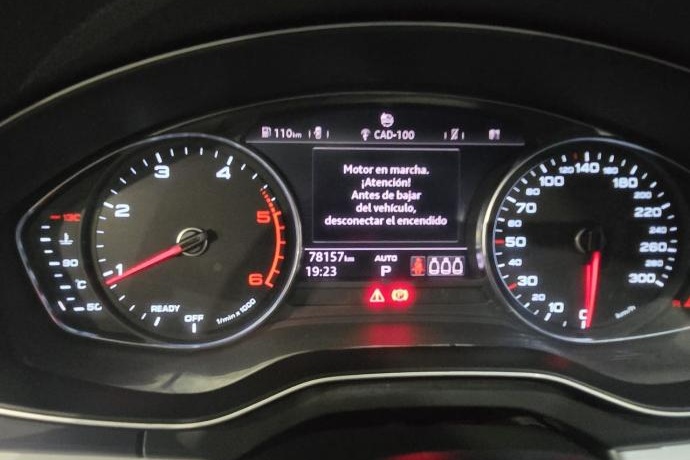 110km
CAD-100
Motor en marcha.
¡Atención!
Antes de bajar
del vehículo,
desconectar el encendido
78157km
AUTO
19:23
P
1
2
3
4
5
6
READY
OFF
1/min x 1000
130
90
°C
50
0
10
20
30
50
70
80
100
120
140
160
180
200
220
240
260
280
300
km/h